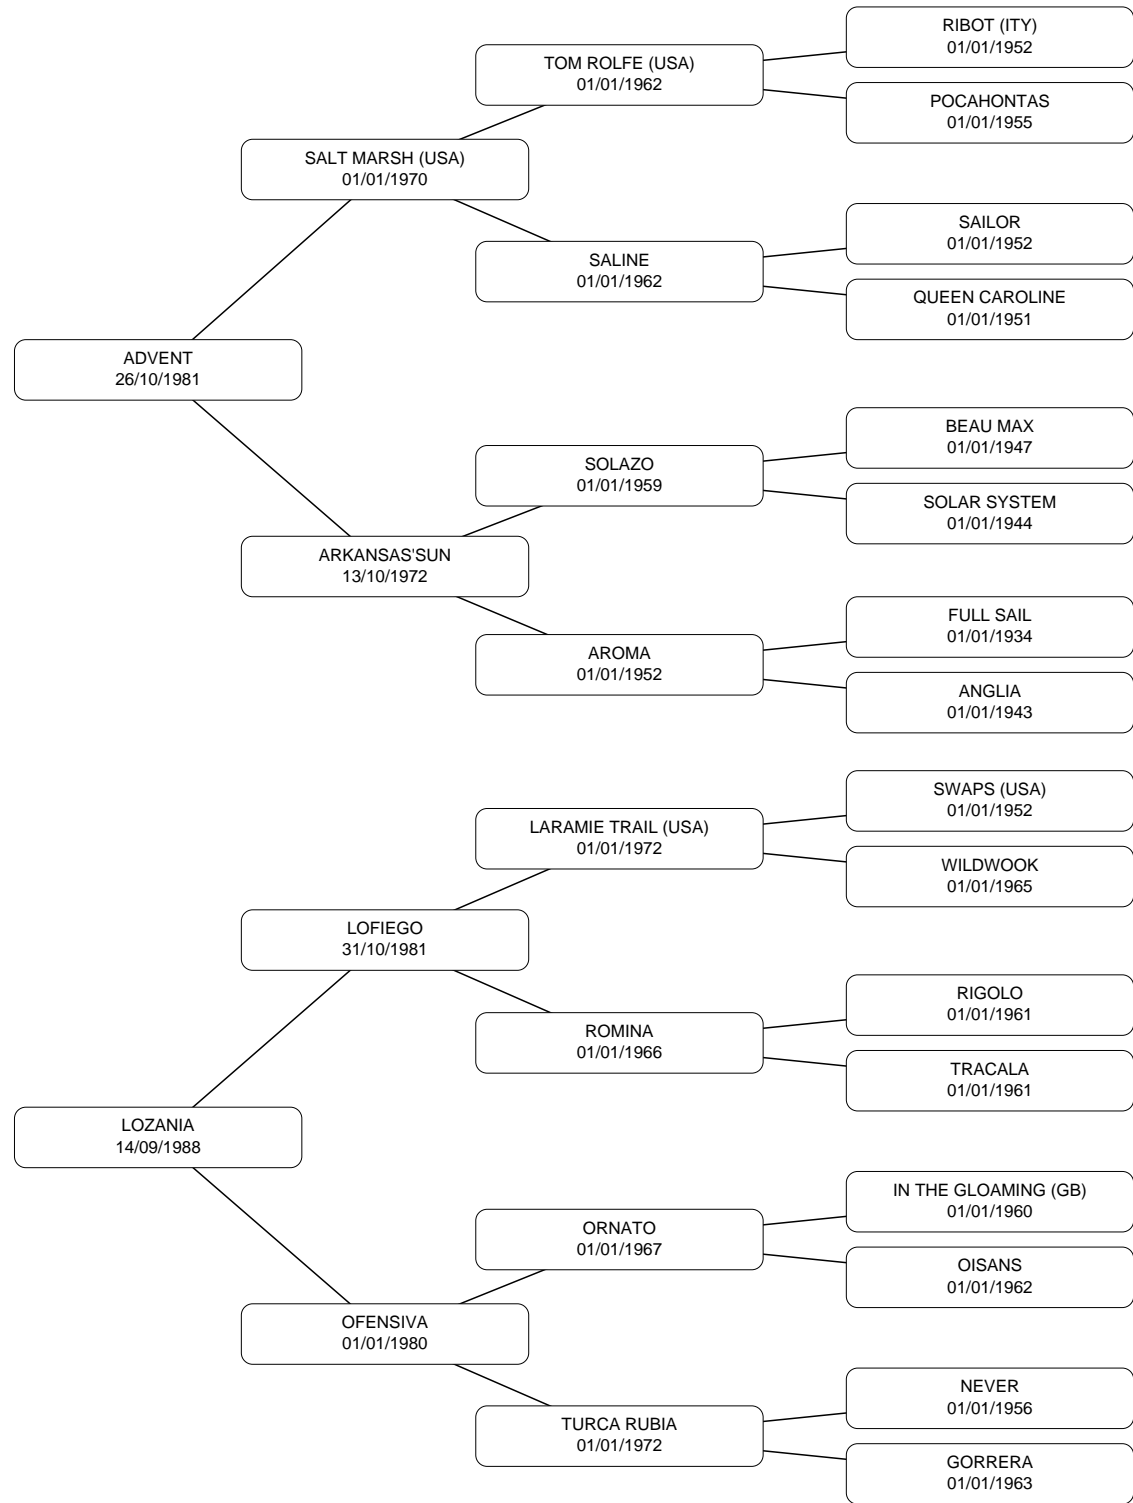 RIBOT (ITY)
01/01/1952
TOM ROLFE (USA)
01/01/1962
POCAHONTAS
01/01/1955
SALT MARSH (USA)
01/01/1970
SAILOR
01/01/1952
SALINE
01/01/1962
QUEEN CAROLINE
01/01/1951
ADVENT
26/10/1981
BEAU MAX
01/01/1947
SOLAZO
01/01/1959
SOLAR SYSTEM
01/01/1944
ARKANSAS'SUN
13/10/1972
FULL SAIL
01/01/1934
AROMA
01/01/1952
ANGLIA
01/01/1943
SWAPS (USA)
01/01/1952
LARAMIE TRAIL (USA)
01/01/1972
WILDWOOK
01/01/1965
LOFIEGO
31/10/1981
RIGOLO
01/01/1961
ROMINA
01/01/1966
TRACALA
01/01/1961
LOZANIA
14/09/1988
IN THE GLOAMING (GB)
01/01/1960
ORNATO
01/01/1967
OISANS
01/01/1962
OFENSIVA
01/01/1980
NEVER
01/01/1956
TURCA RUBIA
01/01/1972
GORRERA
01/01/1963